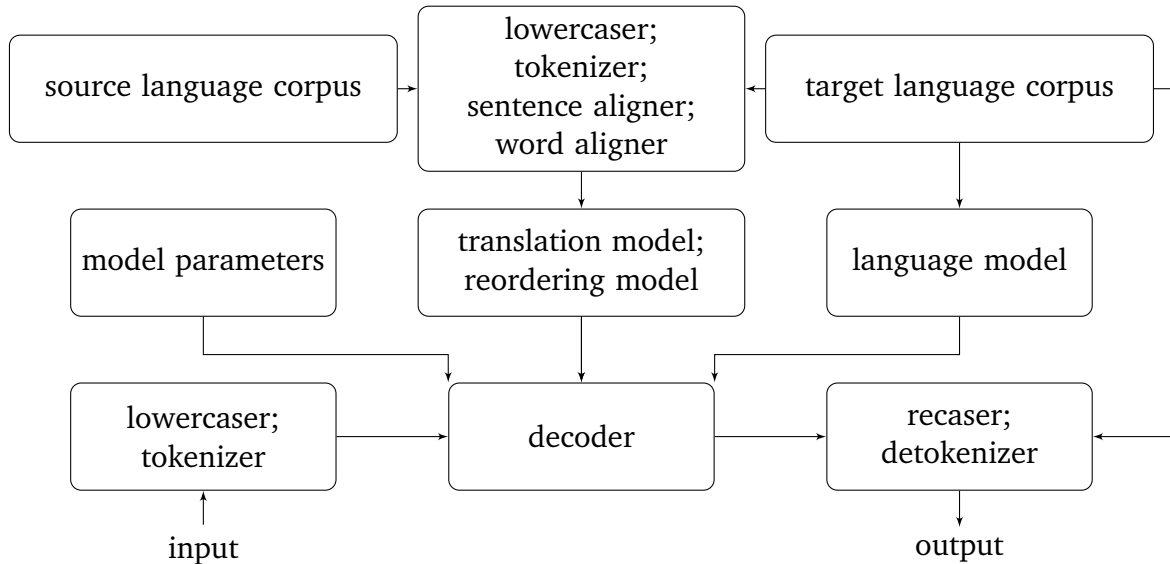 source language corpus
lowercaser;
tokenizer;
sentence aligner;
word aligner
target language corpus
model parameters
translation model;
reordering model
language model
lowercaser;
tokenizer
decoder
recaser;
detokenizer
input
output